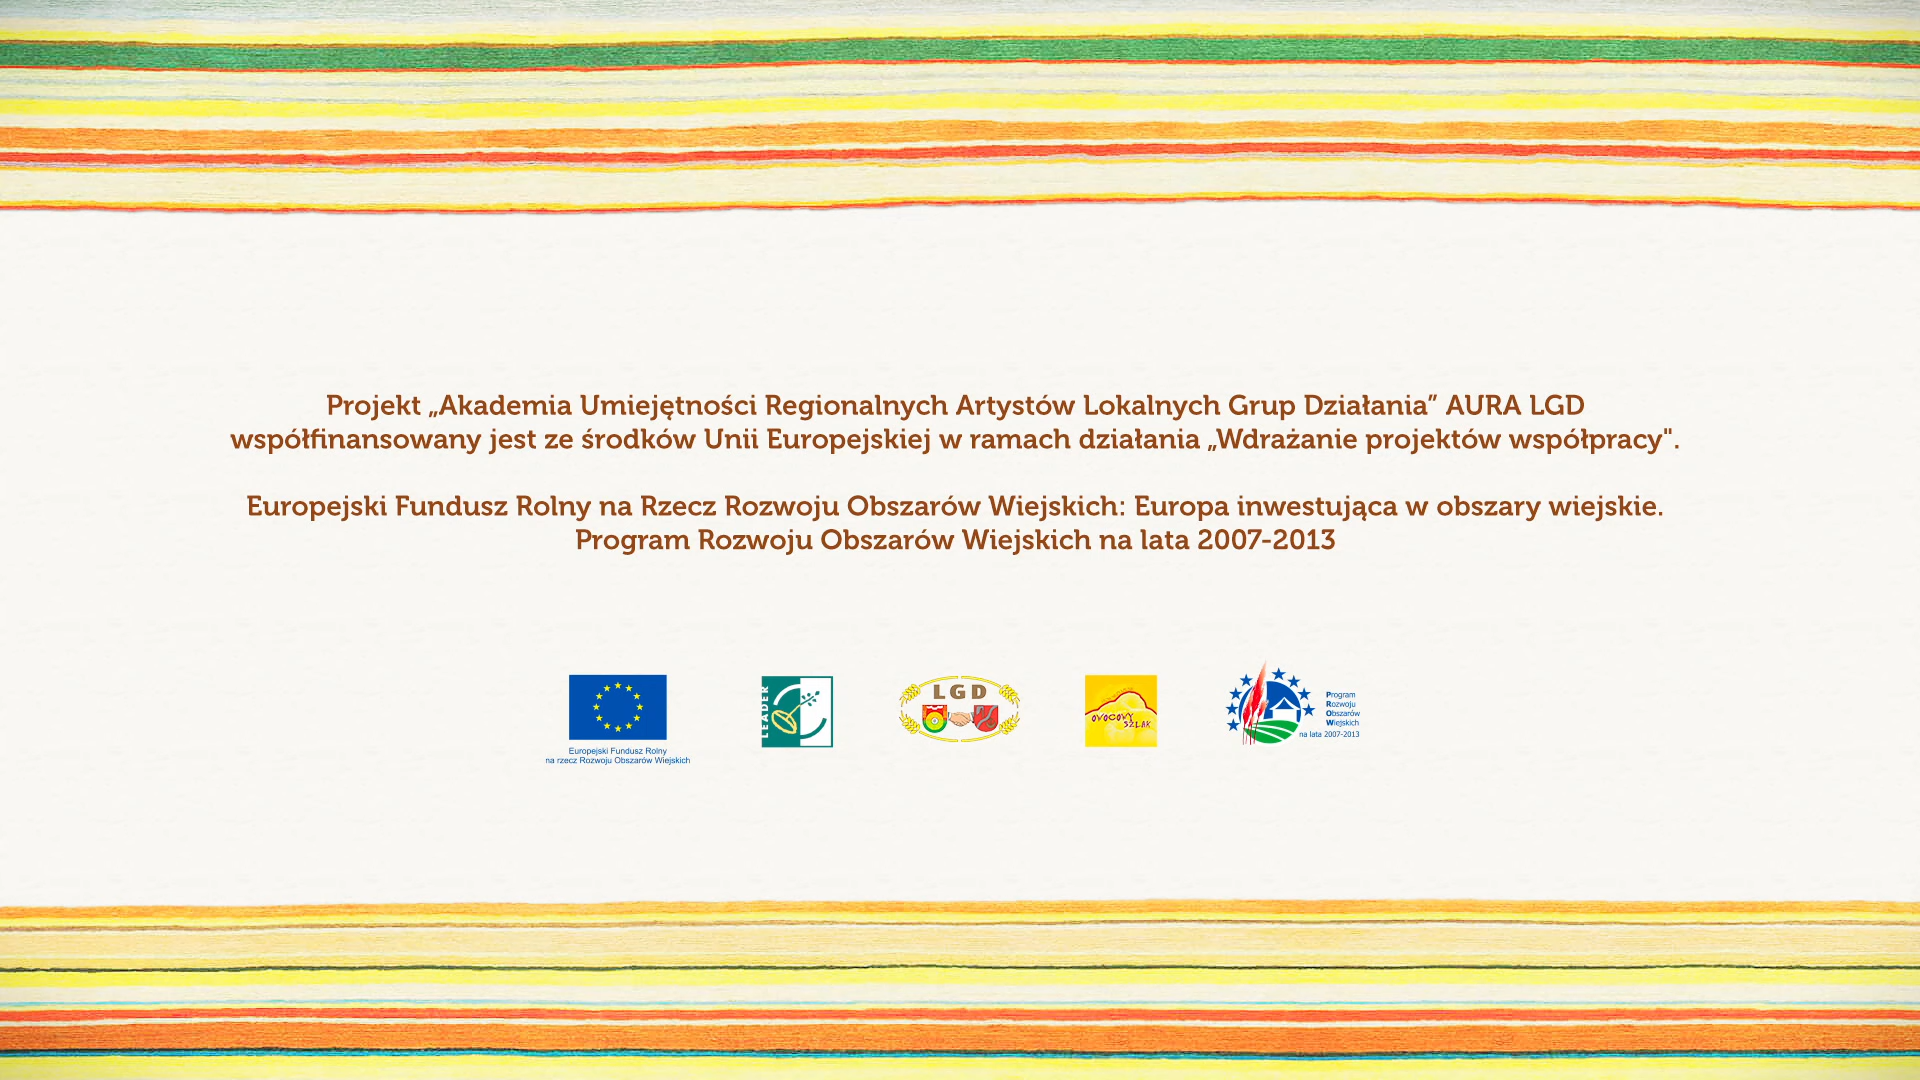 Projekt „Akademia Umiejętności Regionalnych Artystów Lokalnych Grup Działania” AURA LGD
współfinansowany jest ze środków Unii Europejskiej w ramach działania „Wdrażanie projektów współpracy".
Europejski Fundusz Rolny na Rzecz Rozwoju Obszarów Wiejskich: Europa inwestująca w obszary wiejskie.
Program Rozwoju Obszarów Wiejskich na lata 2007-2013
Europejski Fundusz Rolny
na rzecz Rozwoju Obszarów Wiejskich
LEADER
LGD
OWOCOWY
SZLAK
Program
Rozwoju
Obszarów
Wiejskich
na lata 2007-2013